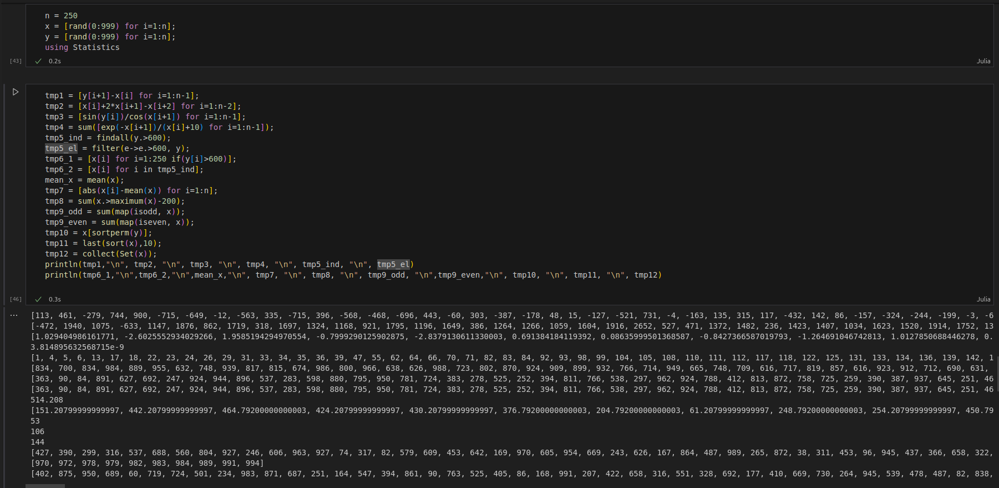 n = 250
x = [rand(0:999) for i=1:n];
y = [rand(0:999) for i=1:n];
using Statistics
[43]
0.2s
Julia
tmp1 = [y[i+1]-x[i] for i=1:n-1];
tmp2 = [x[i]+2*x[i+1]-x[i+2] for i=1:n-2];
tmp3 = [sin(y[i])/cos(x[i+1]) for i=1:n-1];
tmp4 = sum([exp(-x[i+1])/(x[i]+10) for i=1:n-1]);
tmp5_ind = findall(y.>600);
tmp5_el = filter(e->e.>600, y);
tmp6_1 = [x[i] for i=1:250 if(y[i]>600)];
tmp6_2 = [x[i] for i in tmp5_ind];
mean_x = mean(x);
tmp7 = [abs(x[i]-mean(x)) for i=1:n];
tmp8 = sum(x.>maximum(x)-200);
tmp9_odd = sum(map(isodd, x));
tmp9_even = sum(map(iseven, x));
tmp10 = x[sortperm(y)];
tmp11 = last(sort(x),10);
tmp12 = collect(Set(x));
println(tmp1,"\n", tmp2, "\n", tmp3, "\n", tmp4, "\n", tmp5_ind, "\n", tmp5_el)
println(tmp6_1,"\n",tmp6_2,"\n",mean_x,"\n", tmp7, "\n", tmp8, "\n", tmp9_odd, "\n",tmp9_even,"\n", tmp10, "\n", tmp11, "\n", tmp12)
[46]
0.3s
Julia
...
[113, 461, -279, 744, 900, -715, -649, -12, -563, 335, -715, 396, -568, -468, -696, 443, -60, 303, -387, -178, 48, 15, -127, -521, 731, -4, -163, 135, 315, 117, -432, 142, 86, -157, -324, -244, -199, -3, -6
[-472, 1940, 1075, -633, 1147, 1876, 862, 1719, 318, 1697, 1324, 1168, 921, 1795, 1196, 1649, 386, 1264, 1266, 1059, 1604, 1916, 2652, 527, 471, 1372, 1482, 236, 1423, 1407, 1034, 1623, 1520, 1914, 1752, 13
[1.029404986161771, -2.6025552934029266, 1.9585194294970554, -0.7999290125902875, -2.8379130611330003, 0.691384184119392, 0.08635999501368587, -0.8427366587019793, -1.264691046742813, 1.0127850688446278, 0.
3.814895632568715e-9
[1, 4, 5, 6, 13, 17, 18, 22, 23, 24, 26, 29, 31, 33, 34, 35, 36, 39, 47, 55, 62, 64, 66, 70, 71, 82, 83, 84, 92, 93, 98, 99, 104, 105, 108, 110, 111, 112, 117, 118, 122, 125, 131, 133, 134, 136, 139, 142, 1
[834, 700, 834, 984, 889, 955, 632, 748, 939, 817, 815, 674, 986, 800, 966, 638, 626, 988, 723, 802, 870, 924, 909, 899, 932, 766, 714, 949, 665, 748, 709, 616, 717, 819, 857, 616, 923, 912, 712, 690, 631,
[363, 90, 84, 891, 627, 692, 247, 924, 944, 896, 537, 283, 598, 880, 795, 950, 781, 724, 383, 278, 525, 252, 394, 811, 766, 538, 297, 962, 924, 788, 412, 813, 872, 758, 725, 259, 390, 387, 937, 645, 251, 46
[363, 90, 84, 891, 627, 692, 247, 924, 944, 896, 537, 283, 598, 880, 795, 950, 781, 724, 383, 278, 525, 252, 394, 811, 766, 538, 297, 962, 924, 788, 412, 813, 872, 758, 725, 259, 390, 387, 937, 645, 251, 46
514.208
[151.20799999999997, 442.20799999999997, 464.79200000000003, 424.20799999999997, 430.20799999999997, 376.79200000000003, 204.79200000000003, 61.20799999999997, 248.79200000000003, 254.20799999999997, 450.79
53
106
144
[427, 390, 299, 316, 537, 688, 560, 804, 927, 246, 606, 963, 927, 74, 317, 82, 579, 609, 453, 642, 169, 970, 605, 954, 669, 243, 626, 167, 864, 487, 989, 265, 872, 38, 311, 453, 96, 945, 437, 366, 658, 322,
[970, 972, 978, 979, 982, 983, 984, 989, 991, 994]
[402, 875, 950, 689, 60, 719, 724, 501, 234, 983, 871, 687, 251, 164, 547, 394, 861, 90, 763, 525, 405, 86, 168, 991, 207, 422, 658, 316, 551, 328, 692, 177, 410, 669, 730, 264, 945, 539, 478, 487, 82, 838,